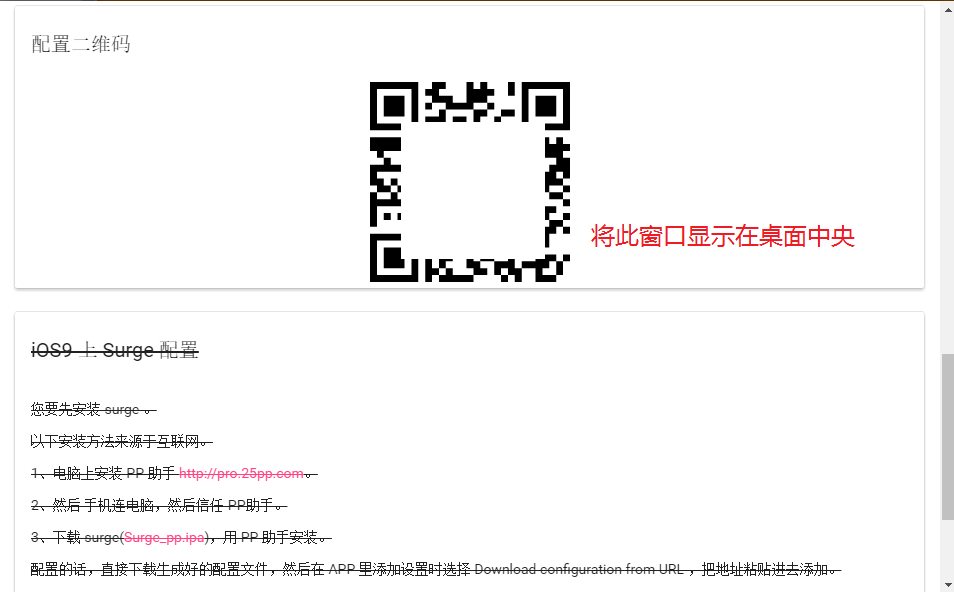 配置二维码
将此窗口显示在桌面中央
iOS9 上 Surge 配置
您要先安装 surge 。
以下安装方法来源于互联网。
1、电脑上安装 PP 助手 http://pro.25pp.com。
2、然后 手机连电脑，然后信任 PP助手。
3、下载 surge(Surge_pp.ipa)，用 PP 助手安装。
配置的话，直接下载生成好的配置文件，然后在 APP 里添加设置时选择 Download configuration from URL ，把地址粘贴进去添加。